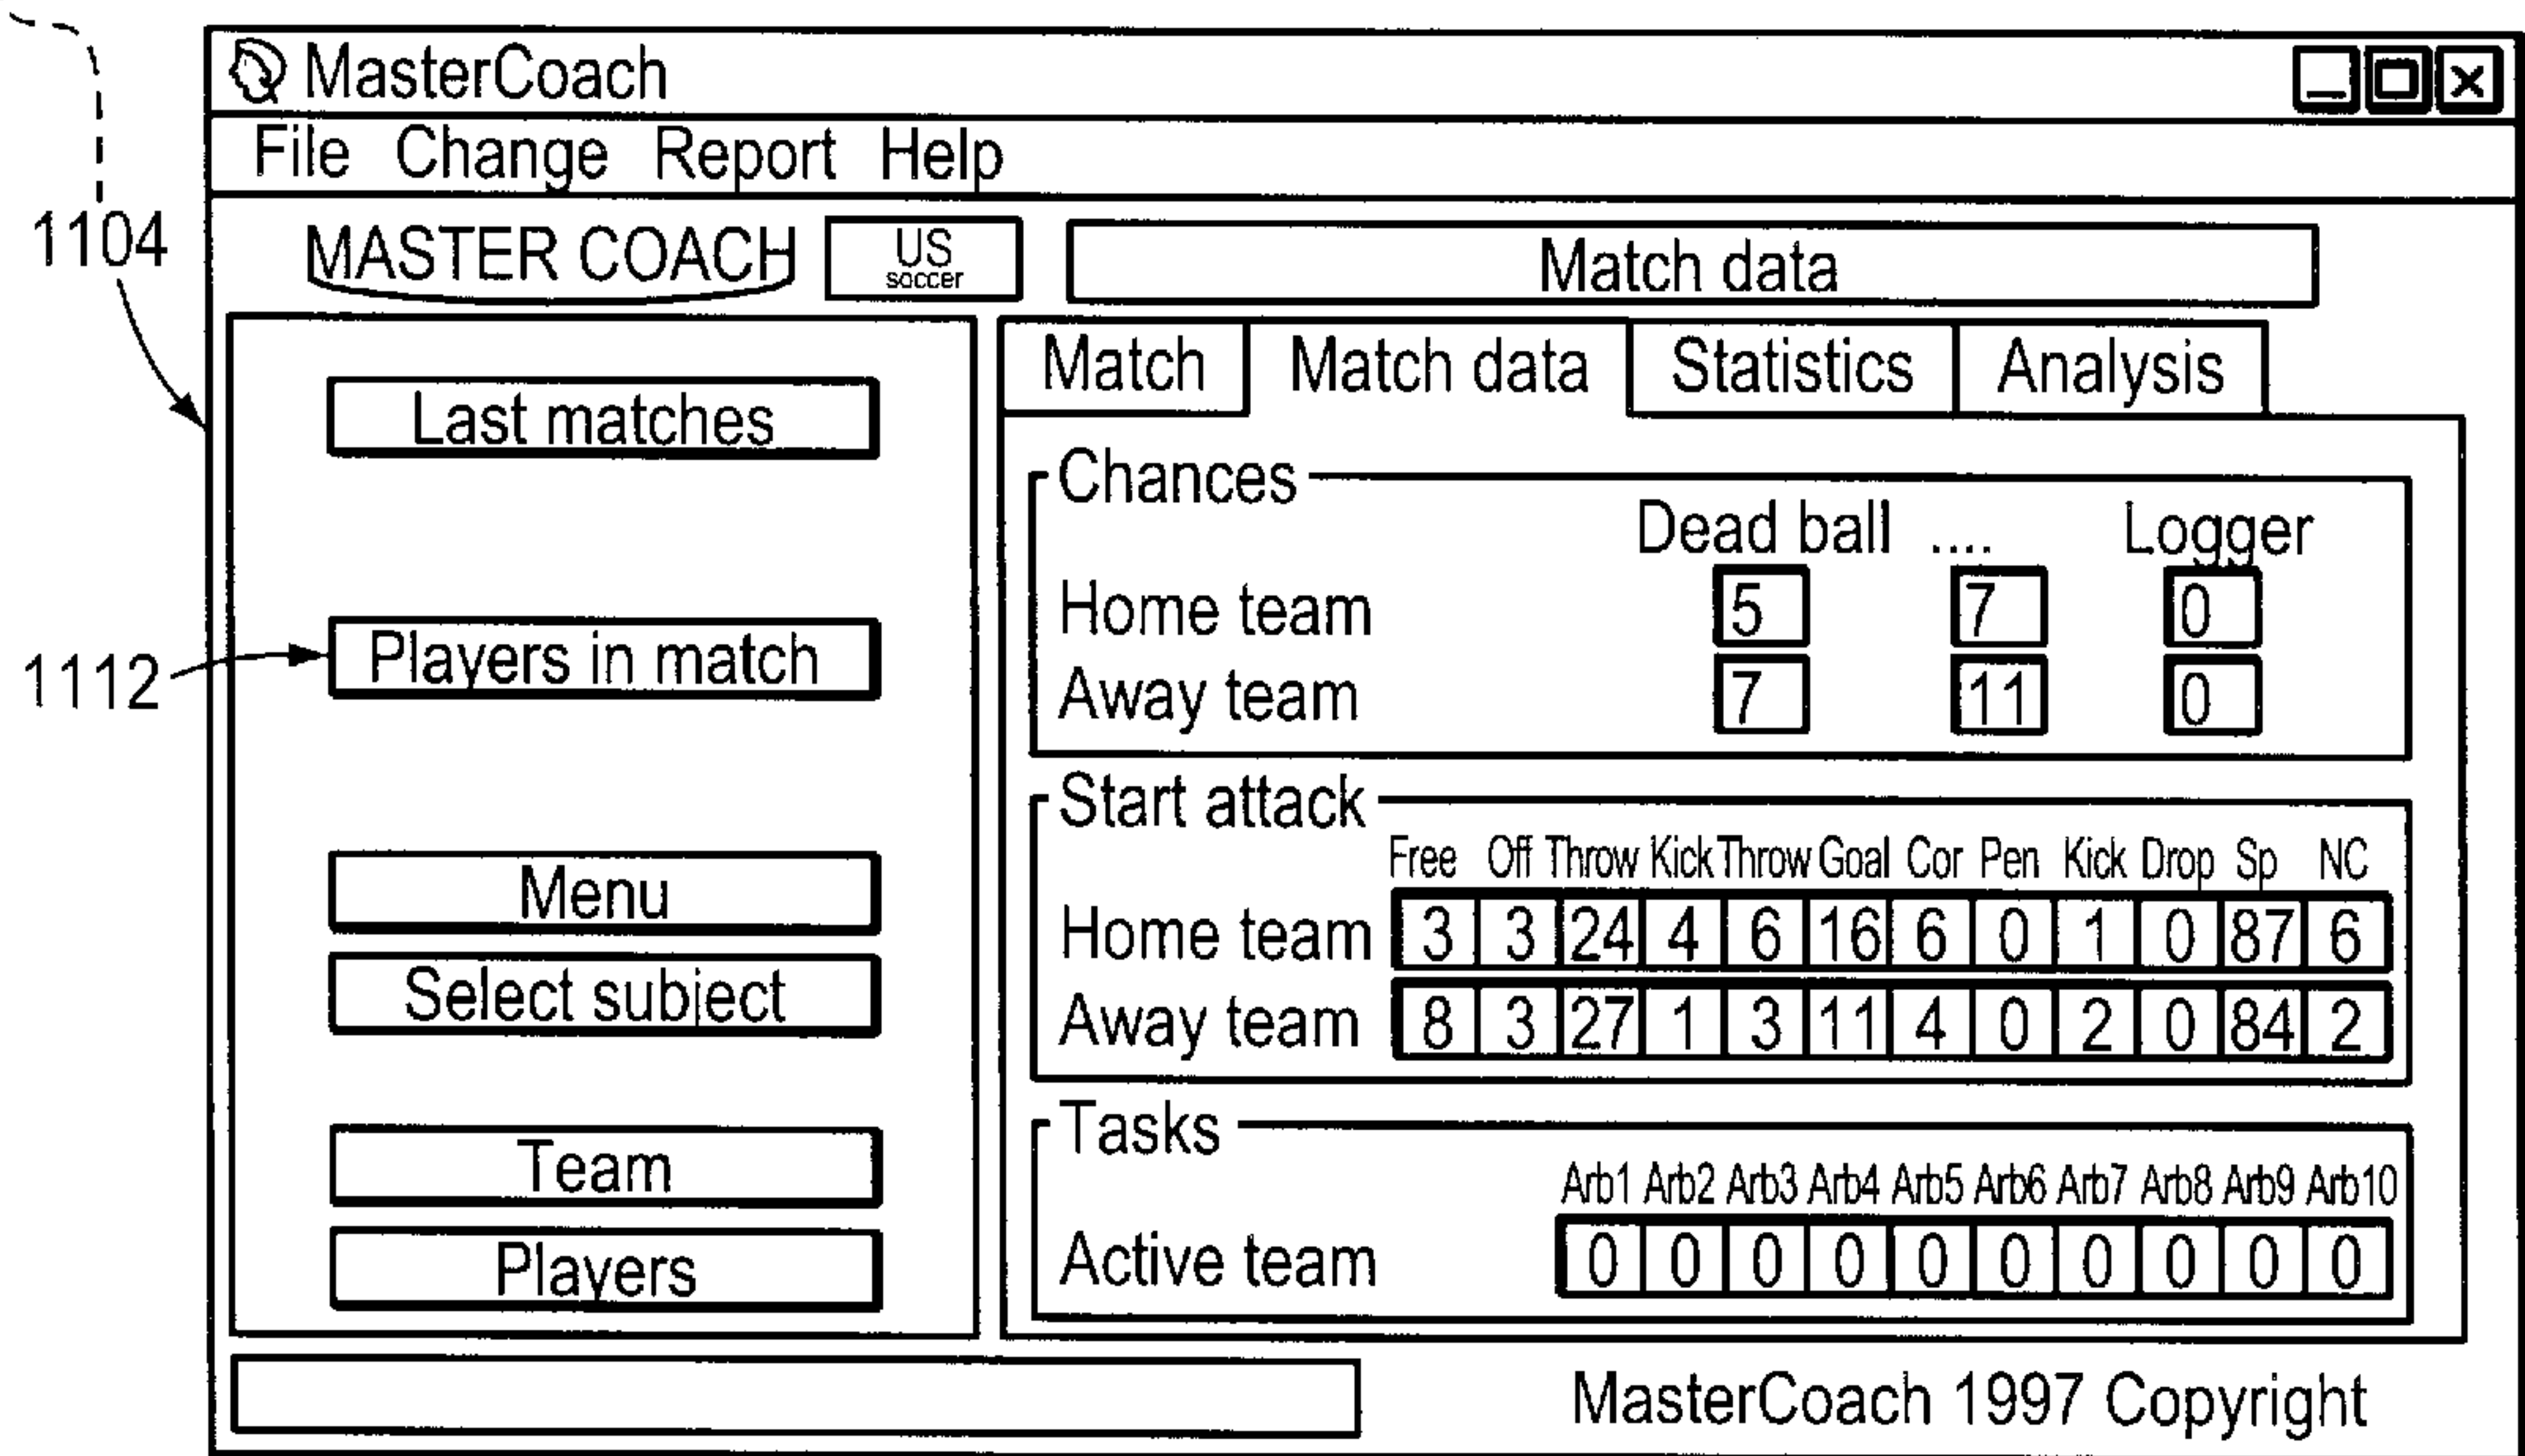 MasterCoach
File Change Report Help
1104
MASTER COACH US soccer Match data
Last matches
Players in match
1112
Menu
Select subject
Team
Players
Match Match data Statistics Analysis
Chances
Dead ball .... Logger
Home team 5 7 0
Away team 7 11 0
Start attack
Free Off Throw Kick Throw Goal Cor Pen Kick Drop Sp NC
Home team 3 3 24 4 6 16 6 0 1 0 87 6
Away team 8 3 27 1 3 11 4 0 2 0 84 2
Tasks
Arb1 Arb2 Arb3 Arb4 Arb5 Arb6 Arb7 Arb8 Arb9 Arb10
Active team 0 0 0 0 0 0 0 0 0 0
MasterCoach 1997 Copyright